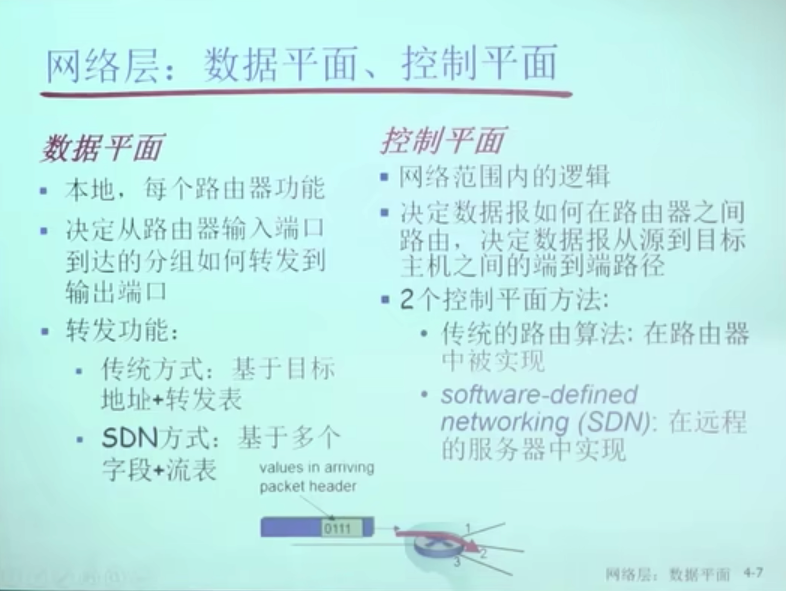 网络层：数据平面、控制平面
数据平面
▪ 本地，每个路由器功能
▪ 决定从路由器输入端口
到达的分组如何转发到
输出端口
▪ 转发功能：
▪ 传统方式：基于目标
地址+转发表
▪ SDN方式：基于多个
字段+流表
控制平面
▪ 网络范围内的逻辑
▪ 决定数据报如何在路由器之间
路由，决定数据报从源到目标
主机之间的端到端路径
▪ 2个控制平面方法:
• 传统的路由算法: 在路由器
中被实现
• software-defined
networking (SDN): 在远程
的服务器中实现
values in arriving
packet header
0111
1
2
3
网络层：数据平面 4-7